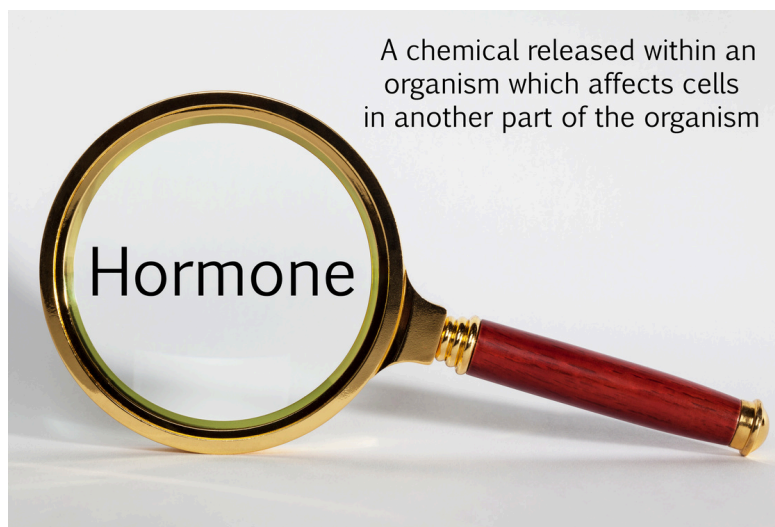 A chemical released within an
organism which affects cells
in another part of the organism
Hormone